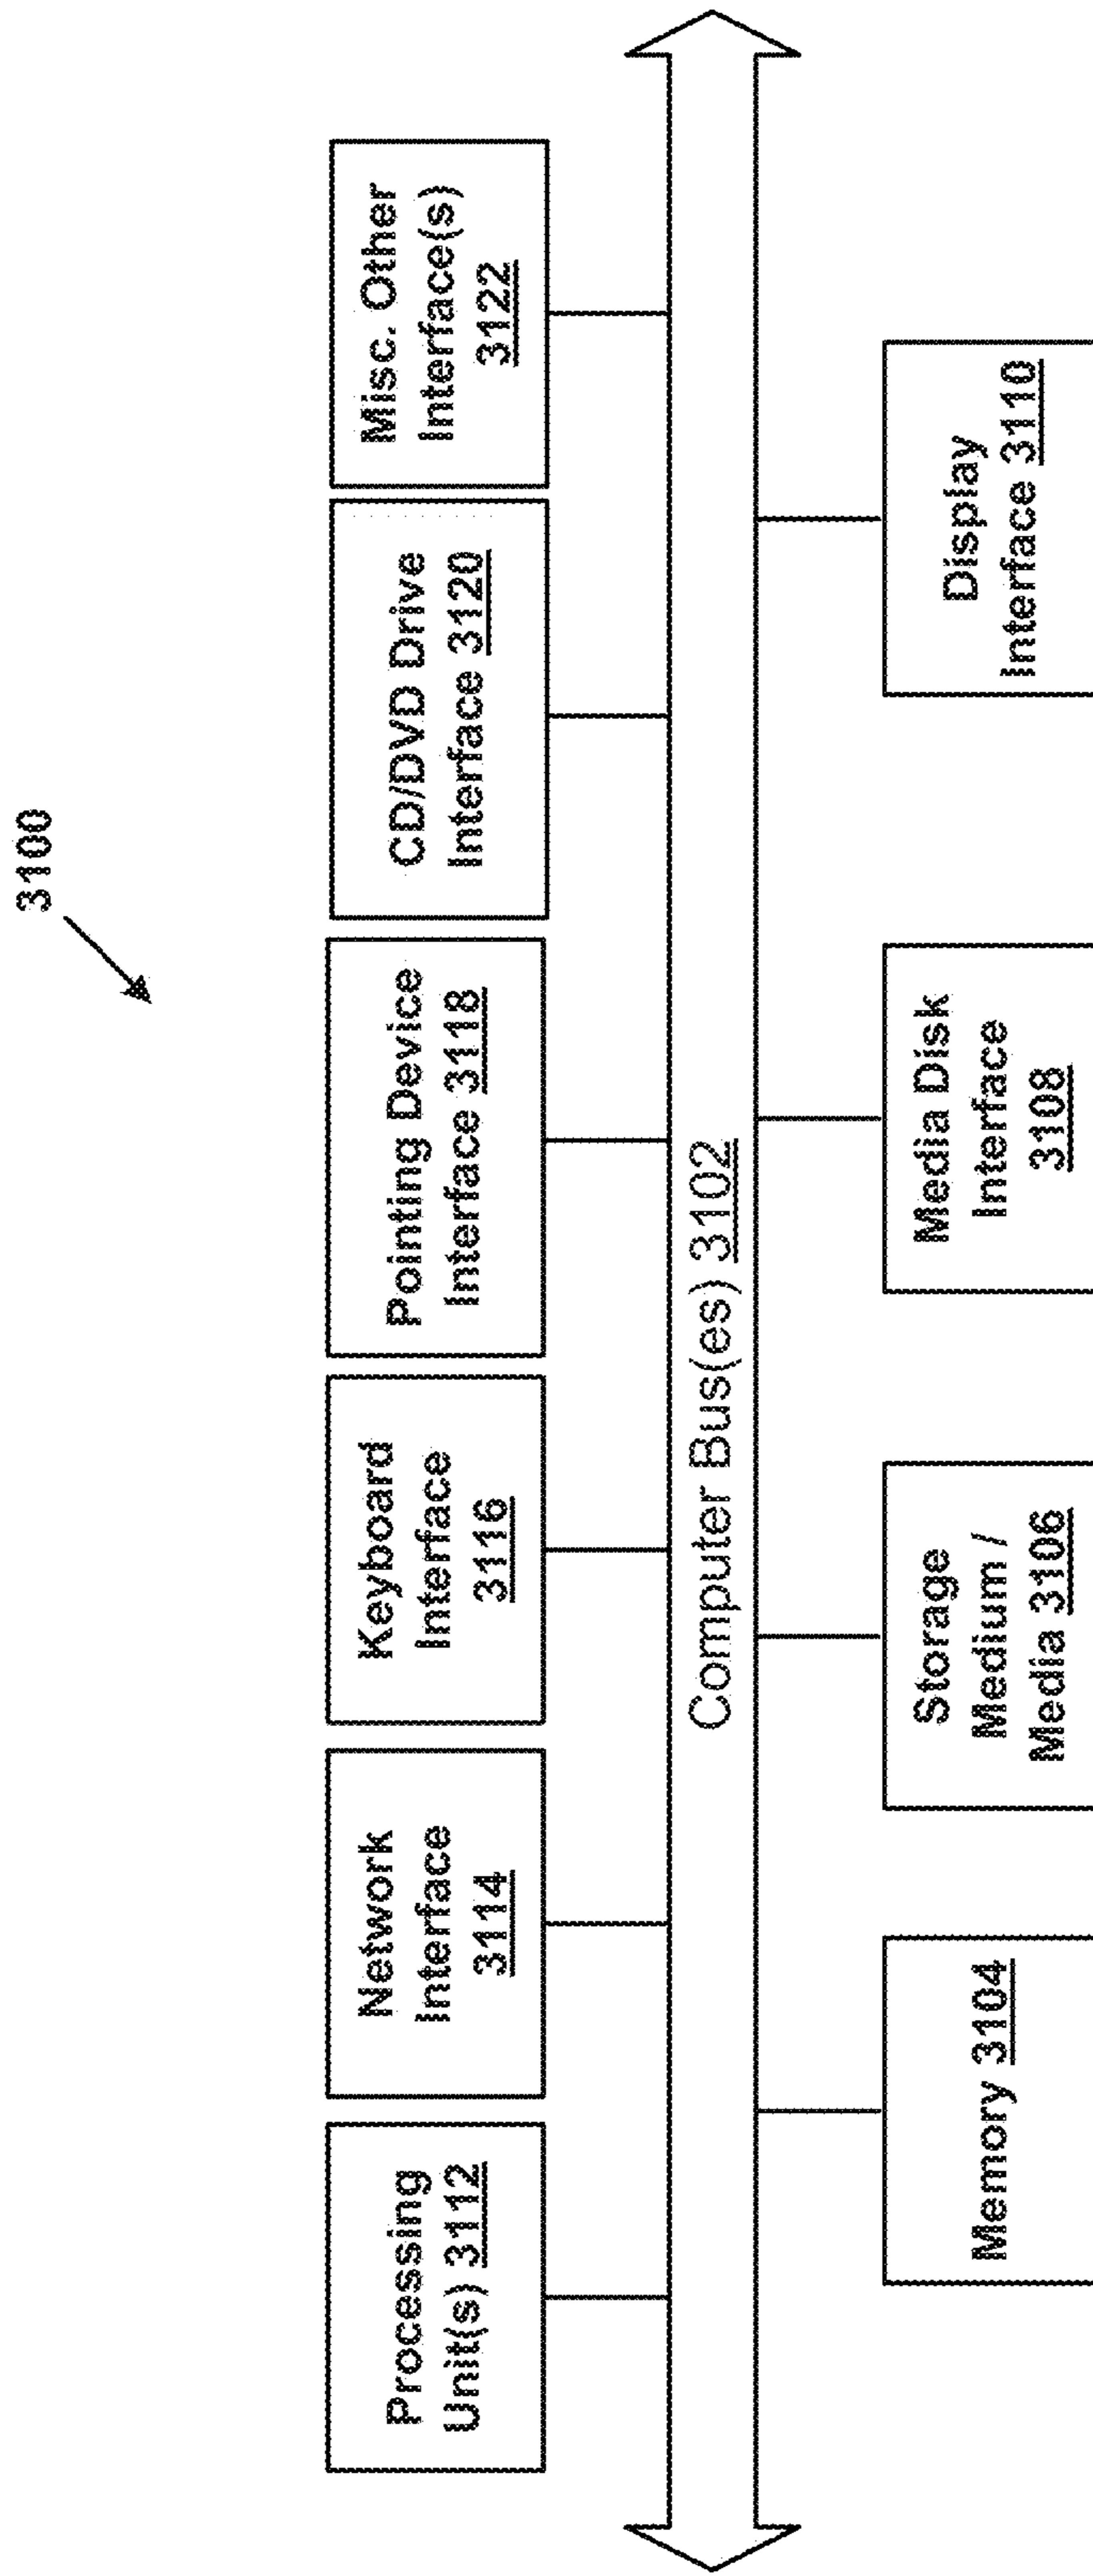 3100
Processing
Unit(s) 3112
Network
Interface
3114
Keyboard
Interface
3116
Pointing Device
Interface 3118
CD/DVD Drive
Interface 3120
Misc. Other
Interface(s)
3122
Computer Bus(es) 3102
Memory 3104
Storage
Medium /
Media 3106
Media Disk
Interface
3108
Display
Interface 3110